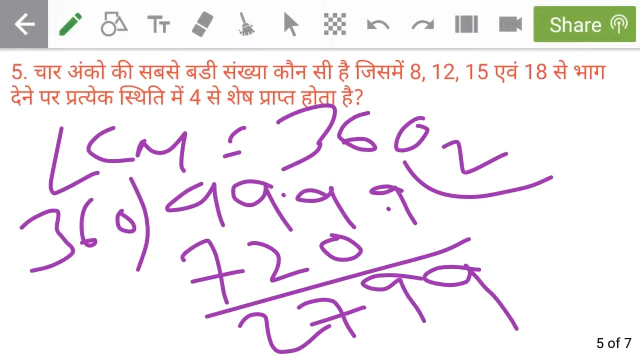 Share
5. चार अंको की सबसे बडी संख्या कौन सी है जिसमें 8, 12, 15 एवं 18 से भाग
देने पर प्रत्येक स्थिति में 4 से शेष प्राप्त होता है?
LCM = 360
360) 9999 2
720
2799
5 of 7